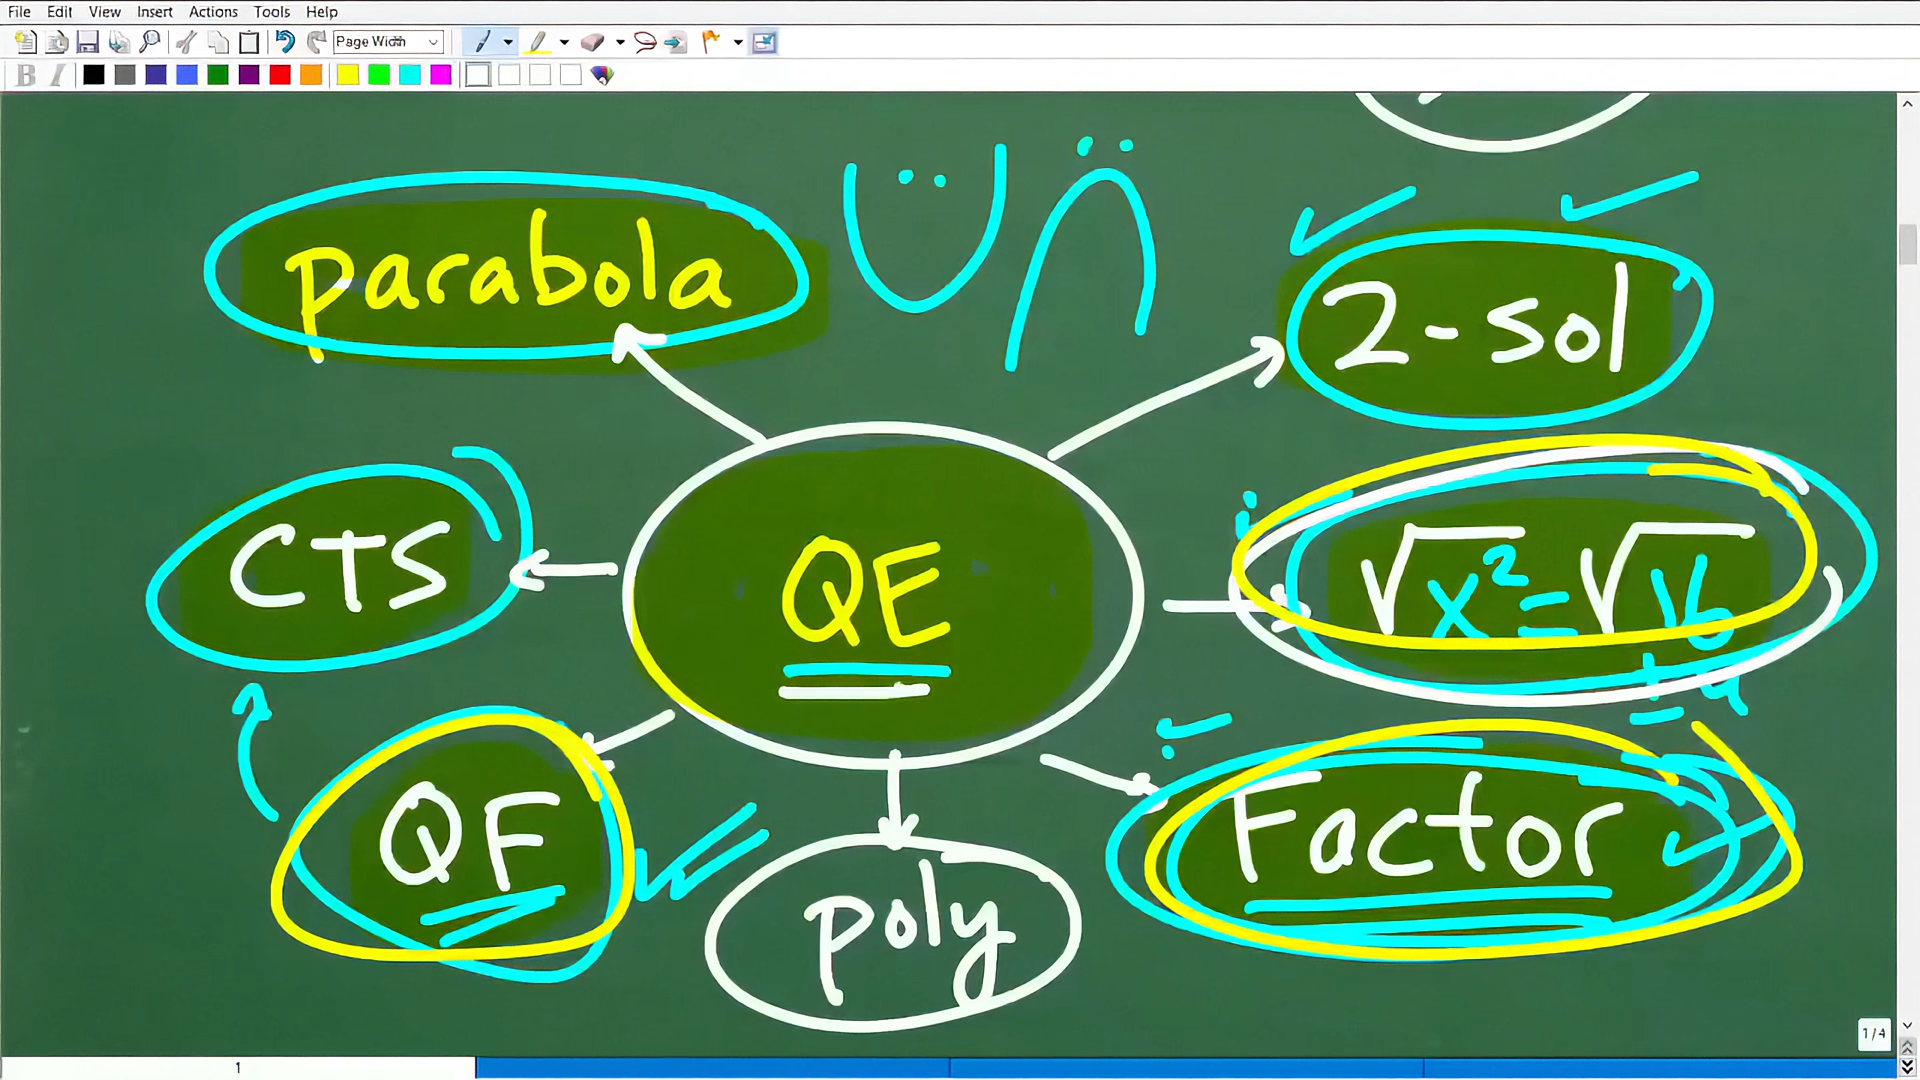 File Edit View Insert Actions Tools Help
Page Width
B I
parabola
2-sol
CTS
QE
√x²=√16
±4
QF
Factor
poly
1/4
1